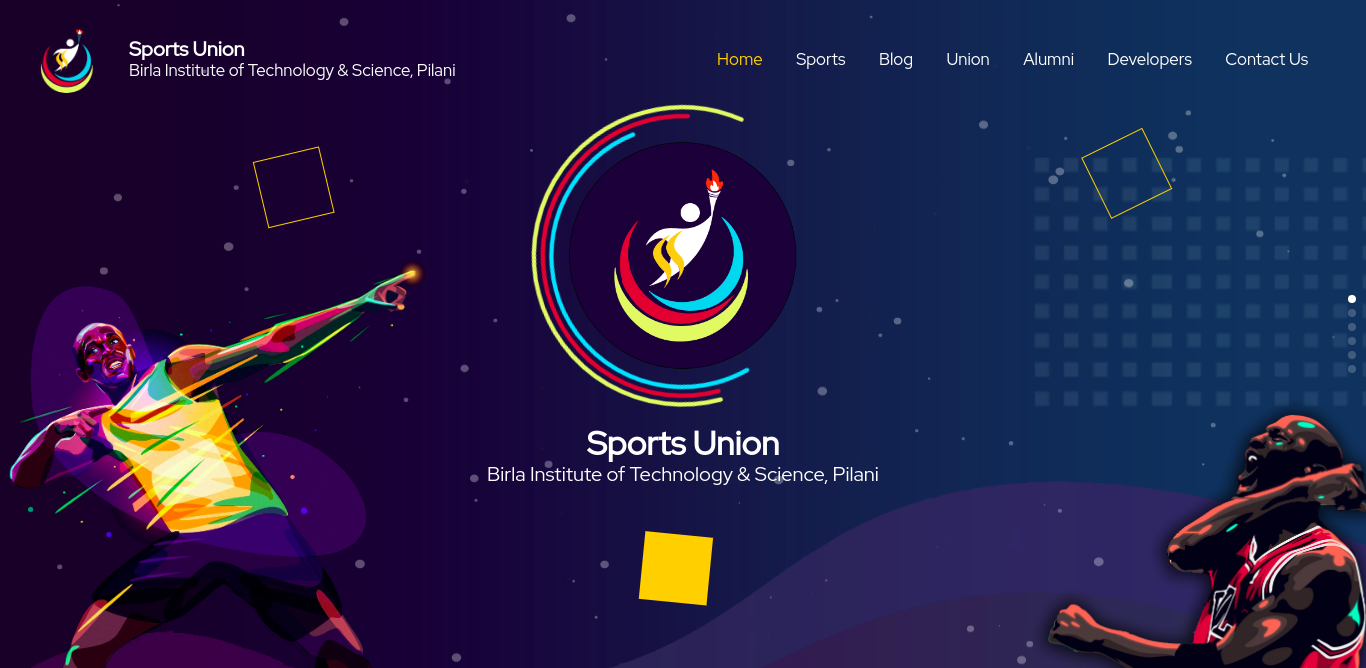 Sports Union
Birla Institute of Technology & Science, Pilani
Home Sports Blog Union Alumni Developers Contact Us
Sports Union
Birla Institute of Technology & Science, Pilani